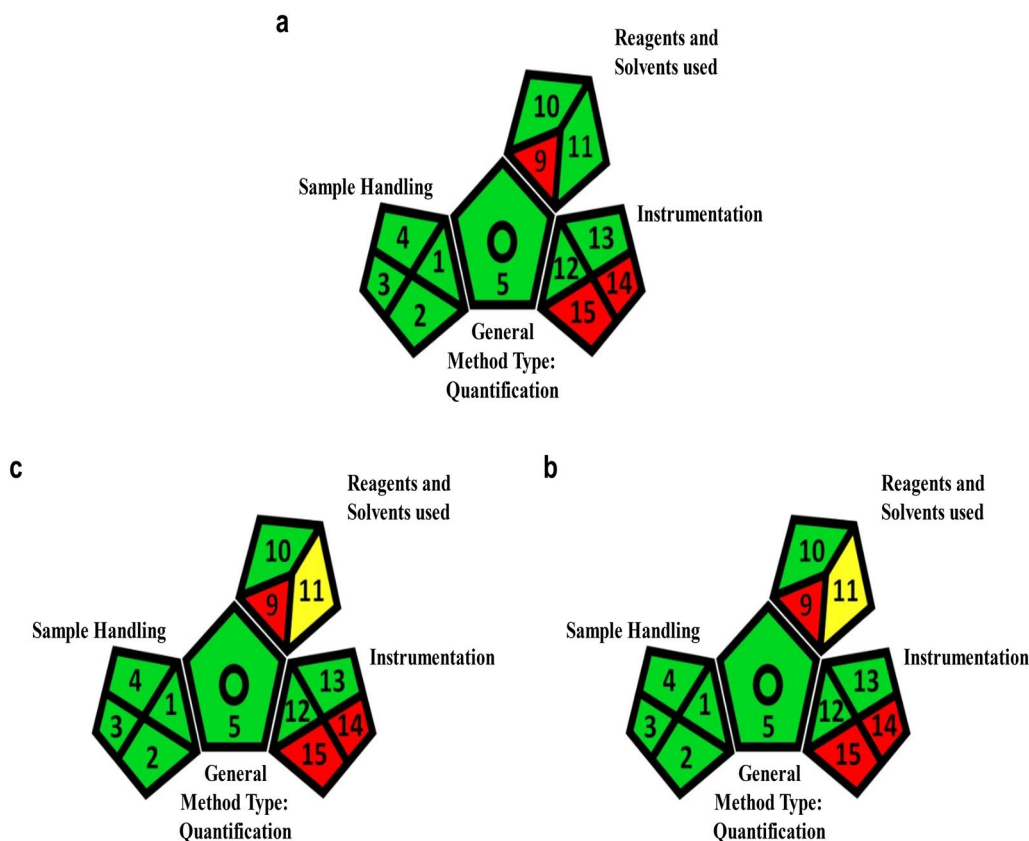 a
Reagents and
Solvents used
10
11
9
Sample Handling
Instrumentation
4
1
3
2
5
13
12
14
15
General
Method Type:
Quantification
c
Reagents and
Solvents used
10
11
9
Sample Handling
Instrumentation
4
1
3
2
5
13
12
14
15
General
Method Type:
Quantification
b
Reagents and
Solvents used
10
11
9
Sample Handling
Instrumentation
4
1
3
2
5
13
12
14
15
General
Method Type:
Quantification